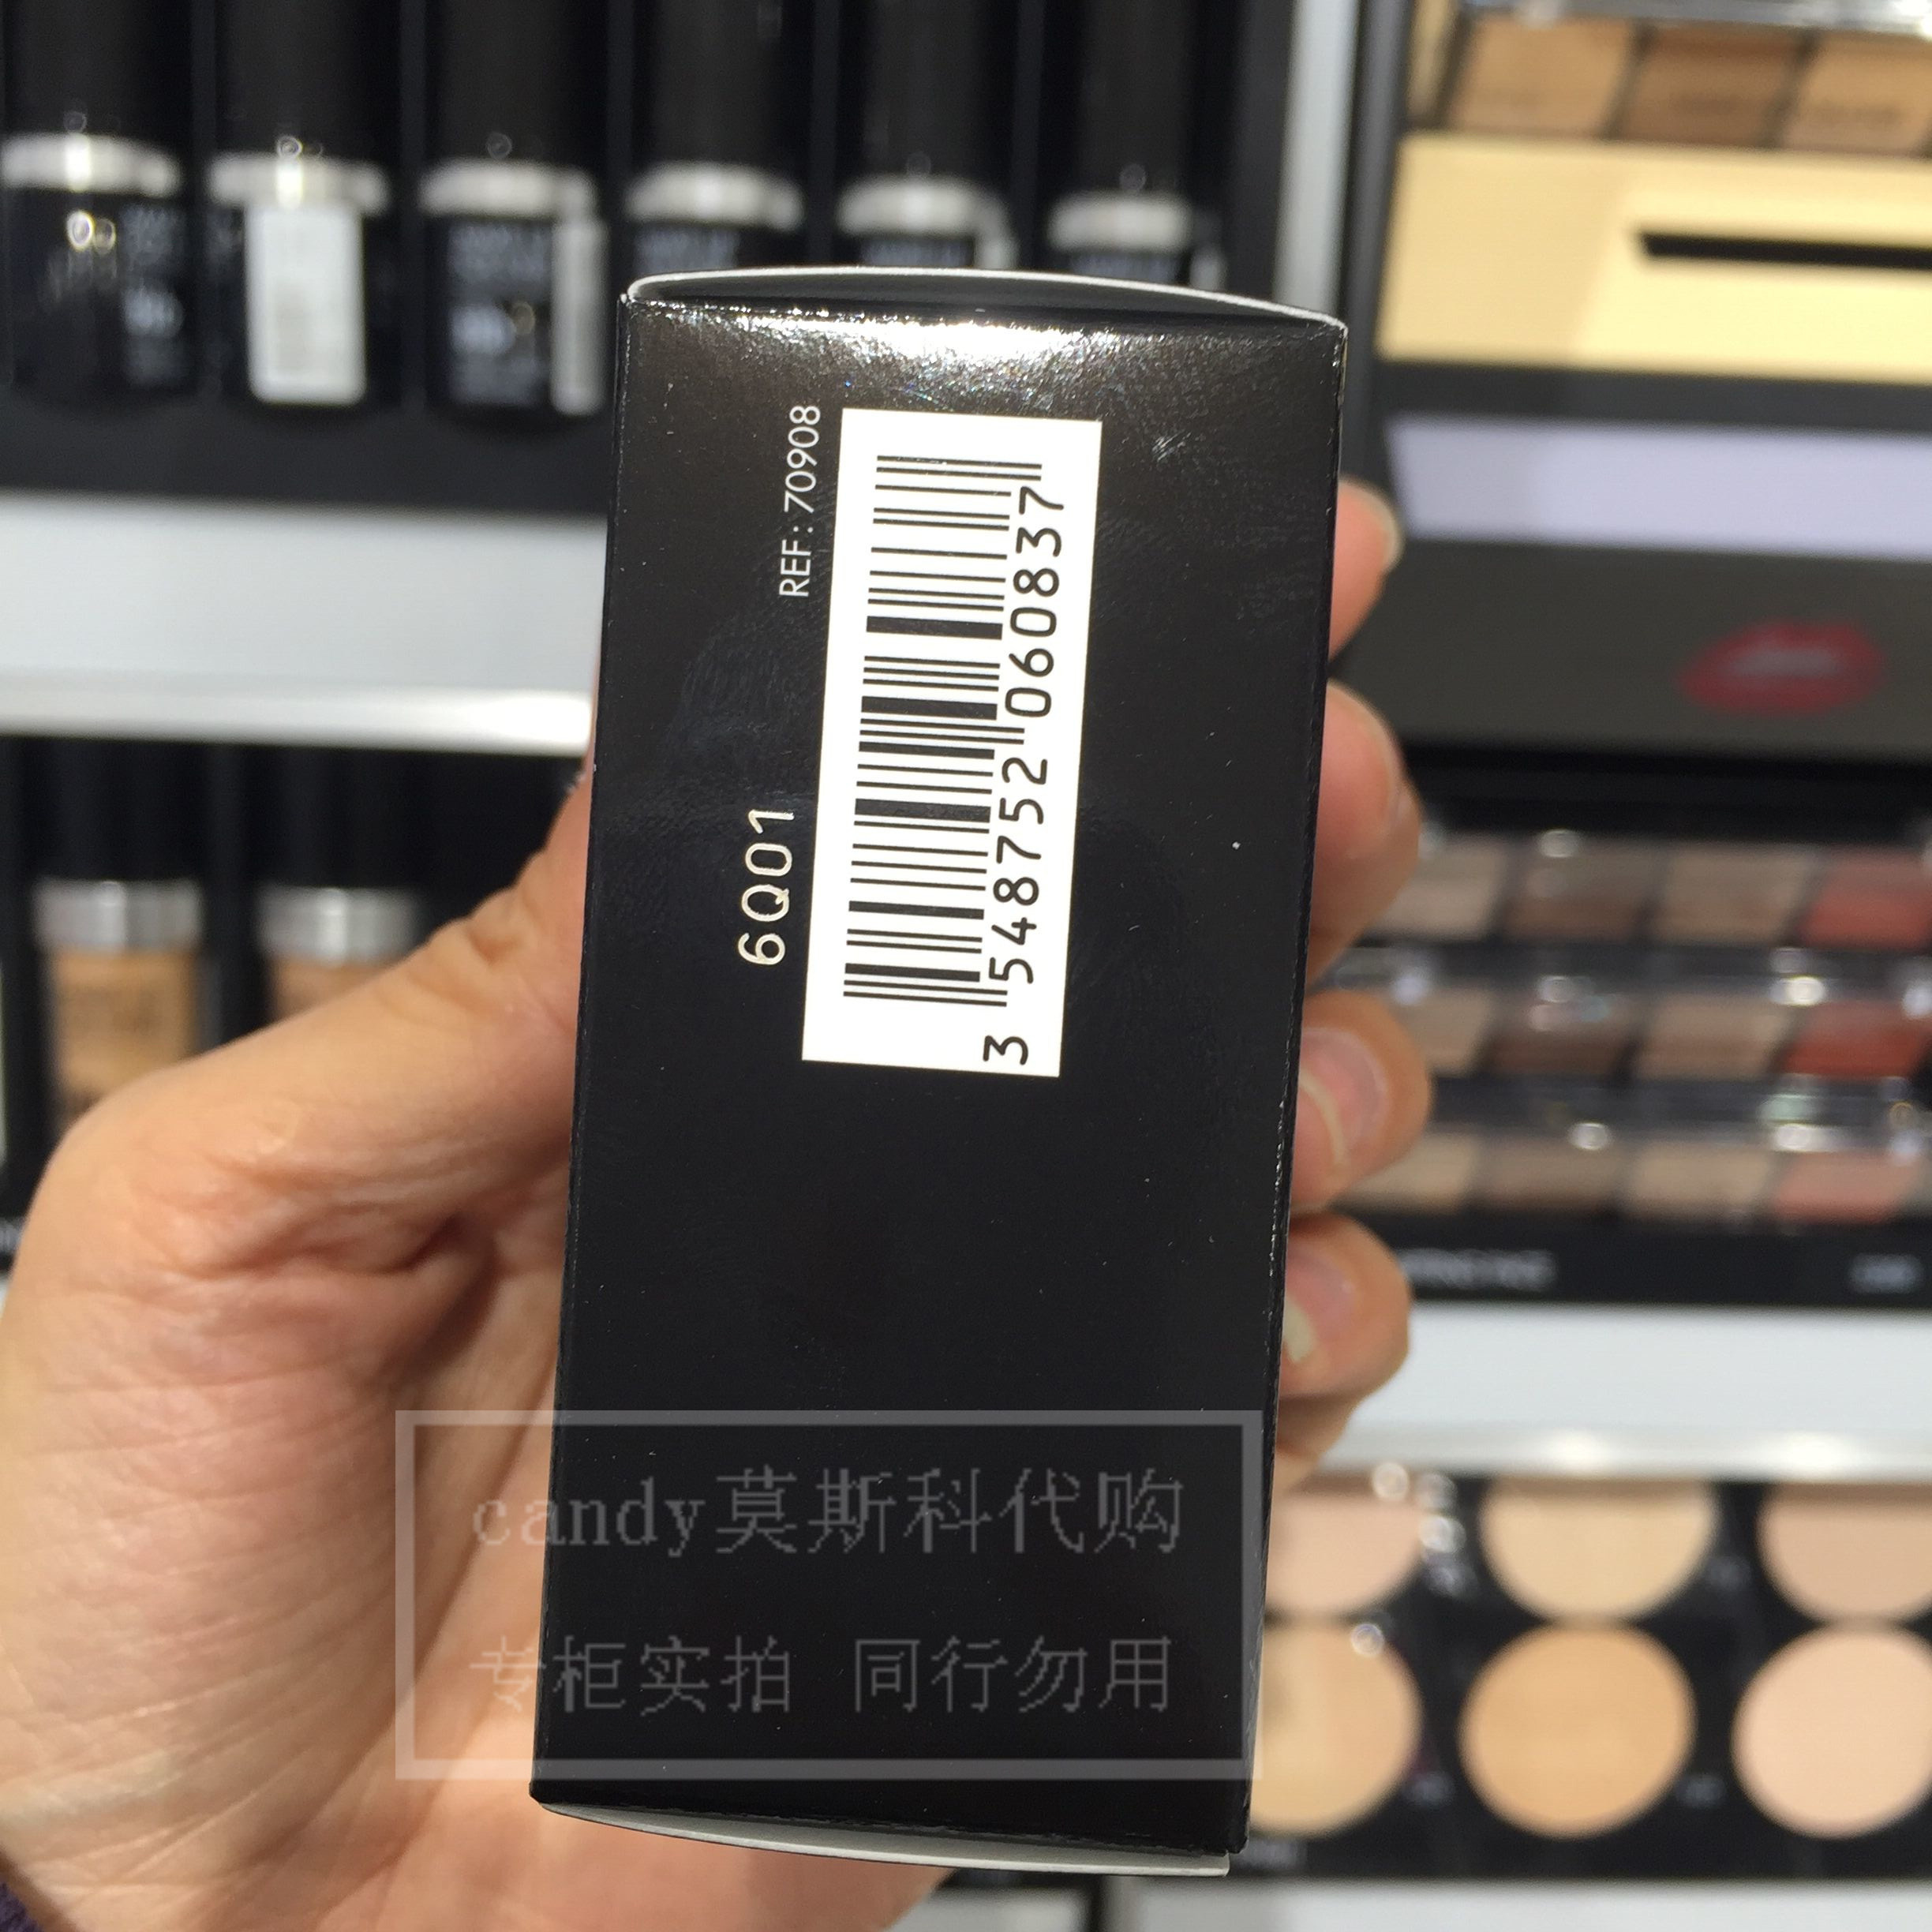 REF: 70908
3 548752 060837
6Q01
candy莫斯科代购
专柜实拍 同行勿用